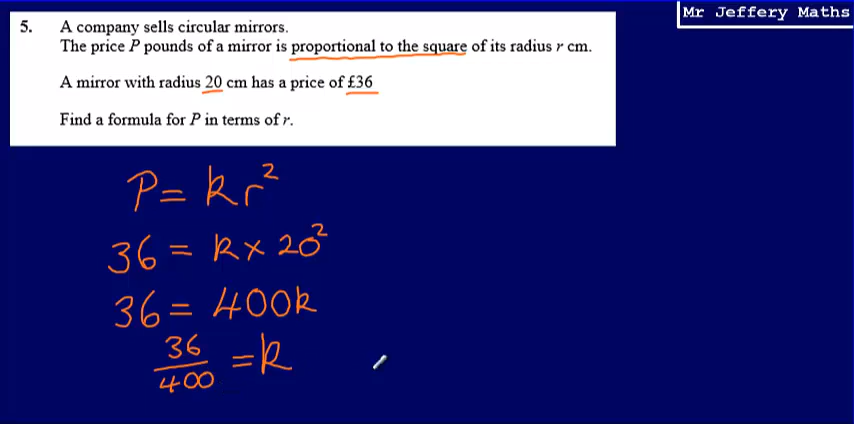 Mr Jeffery Maths
5. A company sells circular mirrors.
The price P pounds of a mirror is proportional to the square of its radius r cm.
A mirror with radius 20 cm has a price of £36
Find a formula for P in terms of r.
P = kr²
36 = k × 20²
36 = 400k
36/400 = k